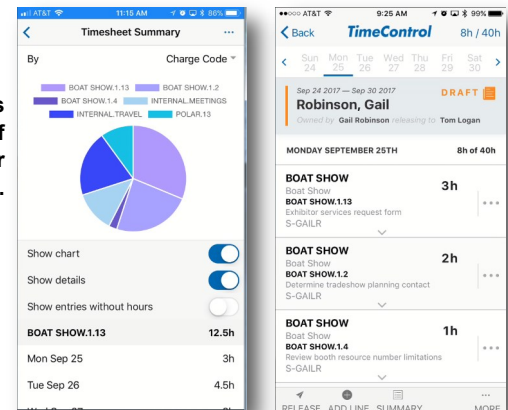 s
f
r
.
AT&T 11:15 AM 86%
Timesheet Summary ...
By Charge Code
BOAT SHOW.1.13 BOAT SHOW.1.2
BOAT SHOW.1.4 INTERNAL.MEETINGS
INTERNAL.TRAVEL POLAR.13
Show chart
Show details
Show entries without hours
BOAT SHOW.1.13 12.5h
Mon Sep 25 3h
Tue Sep 26 4.5h
AT&T 9:25 AM 99%
Back TimeControl 8h / 40h
Sun Mon Tue Wed Thu Fri Sat
24 25 26 27 28 29 30
Sep 24 2017 — Sep 30 2017 DRAFT
Robinson, Gail
Owned by Gail Robinson releasing to Tom Logan
MONDAY SEPTEMBER 25TH 8h of 40h
BOAT SHOW 3h
Boat Show
BOAT SHOW.1.13
Exhibitor services request form
S-GAILR
BOAT SHOW 2h
Boat Show
BOAT SHOW.1.2
Determine tradeshow planning contact
S-GAILR
BOAT SHOW 1h
Boat Show
BOAT SHOW.1.4
Review booth resource number limitations
S-GAILR
RELEASE ADD LINE SUMMARY MORE